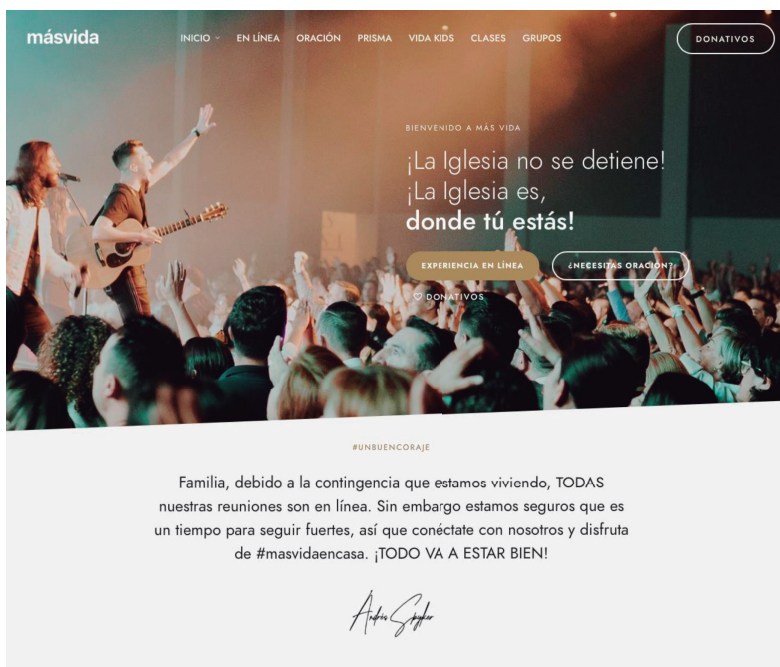 másvida
INICIO EN LÍNEA ORACIÓN PRISMA VIDA KIDS CLASES GRUPOS
DONATIVOS
BIENVENIDO A MÁS VIDA
¡La Iglesia no se detiene!
¡La Iglesia es,
donde tú estás!
EXPERIENCIA EN LÍNEA
¿NECESITAS ORACIÓN?
DONATIVOS
#UNBUENCORAJE
Familia, debido a la contingencia que estamos viviendo, TODAS
nuestras reuniones son en línea. Sin embargo estamos seguros que es
un tiempo para seguir fuertes, así que conéctate con nosotros y disfruta
de #masvidaencasa. ¡TODO VA A ESTAR BIEN!
Andrés Spyker